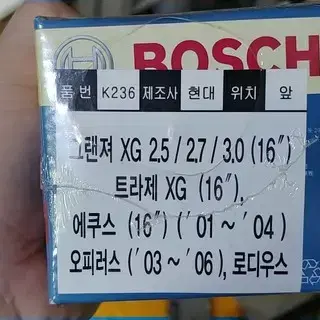 BOSCH
품 번 K236 제조사 현대 위치 앞
그랜져 XG 2.5 / 2.7 / 3.0 (16")
트라제 XG (16"),
에쿠스 (16") ('01 ~ '04)
오피러스 ('03 ~ '06), 로디우스